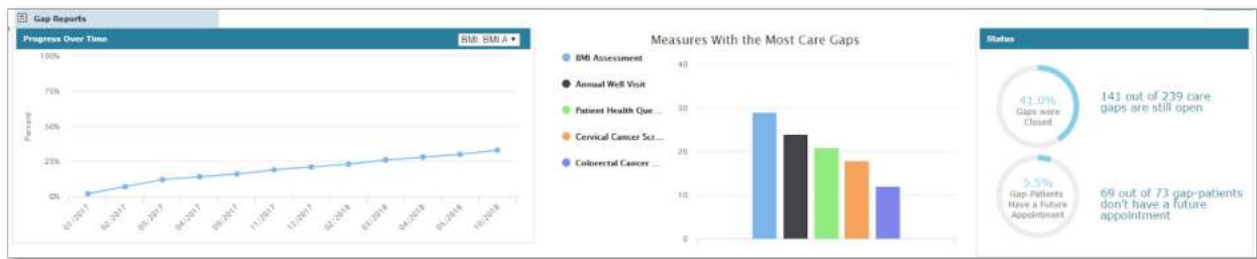 Gap Reports
Progress Over Time
BMI: BMI A
100%
75%
50%
25%
0%
Percent
01/2017
02/2017
03/2017
04/2017
09/2017
11/2017
12/2017
02/2018
03/2018
04/2018
05/2018
10/2018
Measures With the Most Care Gaps
BMI Assessment
Annual Well Visit
Patient Health Que...
Cervical Cancer Scr...
Colorectal Cancer ...
40
30
20
10
0
Status
41.0%
Gaps were
Closed
141 out of 239 care
gaps are still open
5.5%
Gap-Patients
Have a Future
Appointment
69 out of 73 gap-patients
don't have a future
appointment